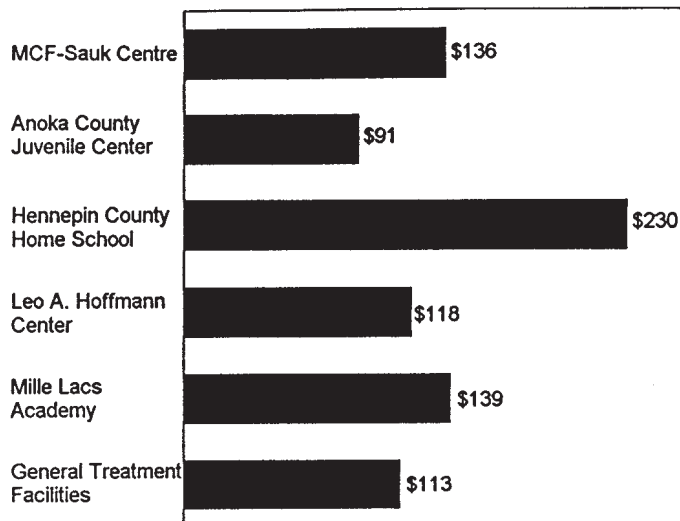 MCF-Sauk Centre
$136
Anoka County
Juvenile Center
$91
Hennepin County
Home School
$230
Leo A. Hoffmann
Center
$118
Mille Lacs
Academy
$139
General Treatment
Facilities
$113